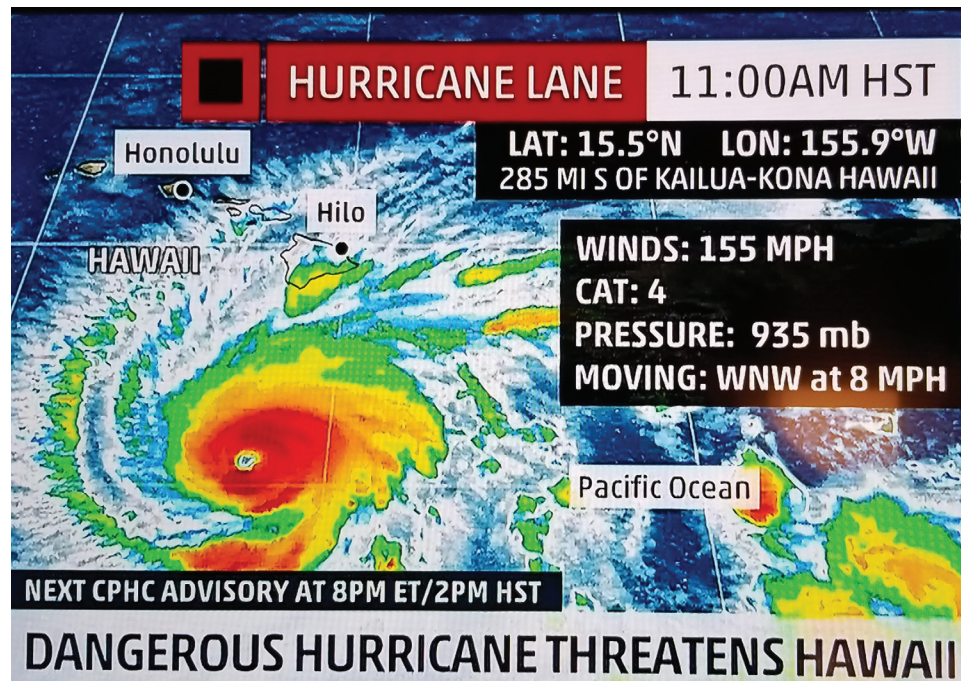 HURRICANE LANE
11:00AM HST
LAT: 15.5°N LON: 155.9°W
285 MI S OF KAILUA-KONA HAWAII
Honolulu
Hilo
HAWAII
WINDS: 155 MPH
CAT: 4
PRESSURE: 935 mb
MOVING: WNW at 8 MPH
Pacific Ocean
NEXT CPHC ADVISORY AT 8PM ET/2PM HST
DANGEROUS HURRICANE THREATENS HAWAII